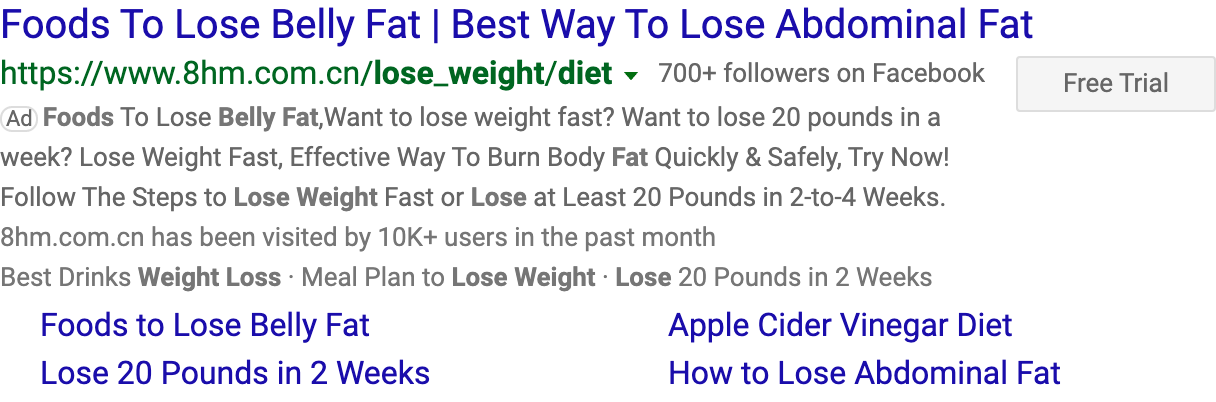 Foods To Lose Belly Fat | Best Way To Lose Abdominal Fat
https://www.8hm.com.cn/lose_weight/diet ▼ 700+ followers on Facebook
Free Trial
Ad Foods To Lose Belly Fat,Want to lose weight fast? Want to lose 20 pounds in a
week? Lose Weight Fast, Effective Way To Burn Body Fat Quickly & Safely, Try Now!
Follow The Steps to Lose Weight Fast or Lose at Least 20 Pounds in 2-to-4 Weeks.
8hm.com.cn has been visited by 10K+ users in the past month
Best Drinks Weight Loss · Meal Plan to Lose Weight · Lose 20 Pounds in 2 Weeks
Foods to Lose Belly Fat
Apple Cider Vinegar Diet
Lose 20 Pounds in 2 Weeks
How to Lose Abdominal Fat